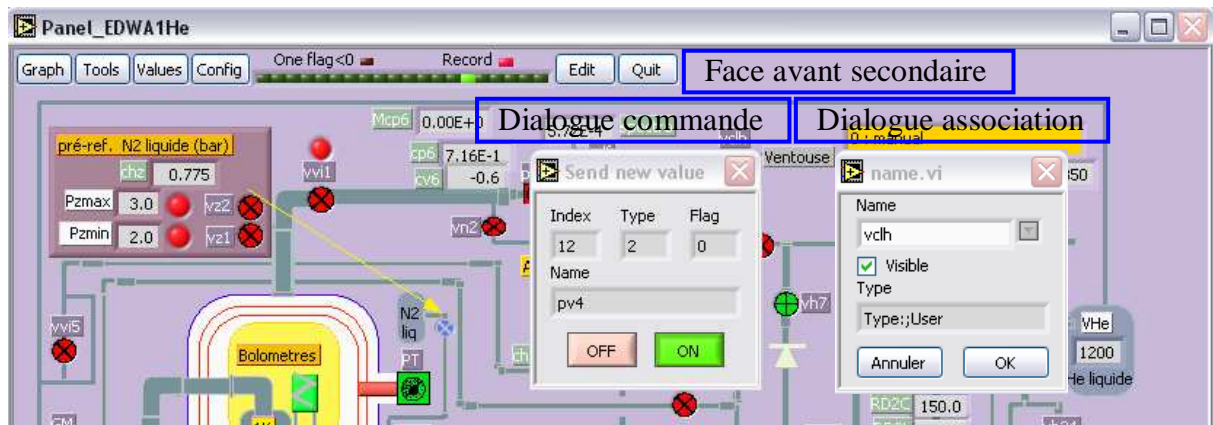 Panel_EDWA1He
Graph Tools Values Config One flag<0 Record Edit Quit Face avant secondaire
Dialogue commande Dialogue association
Mcp6 0.00E+0
pré-ref. N2 liquide (bar)
chz 0.775
Pzmax 3.0 vz2
Pzmin 2.0 vz1
vvi1
cp6 7.16E-1
cv6 -0.6
vn2
Send new value
Index Type Flag
12 2 0
Name
pv4
OFF ON
Ventouse
0 : manual
name.vi
Name
vclh
Visible
Type
Type:;User
Annuler OK
vh7
VHe
1200
He liquide
vvi5
Bolometres
N2
liq
PT
RD2C 150.0